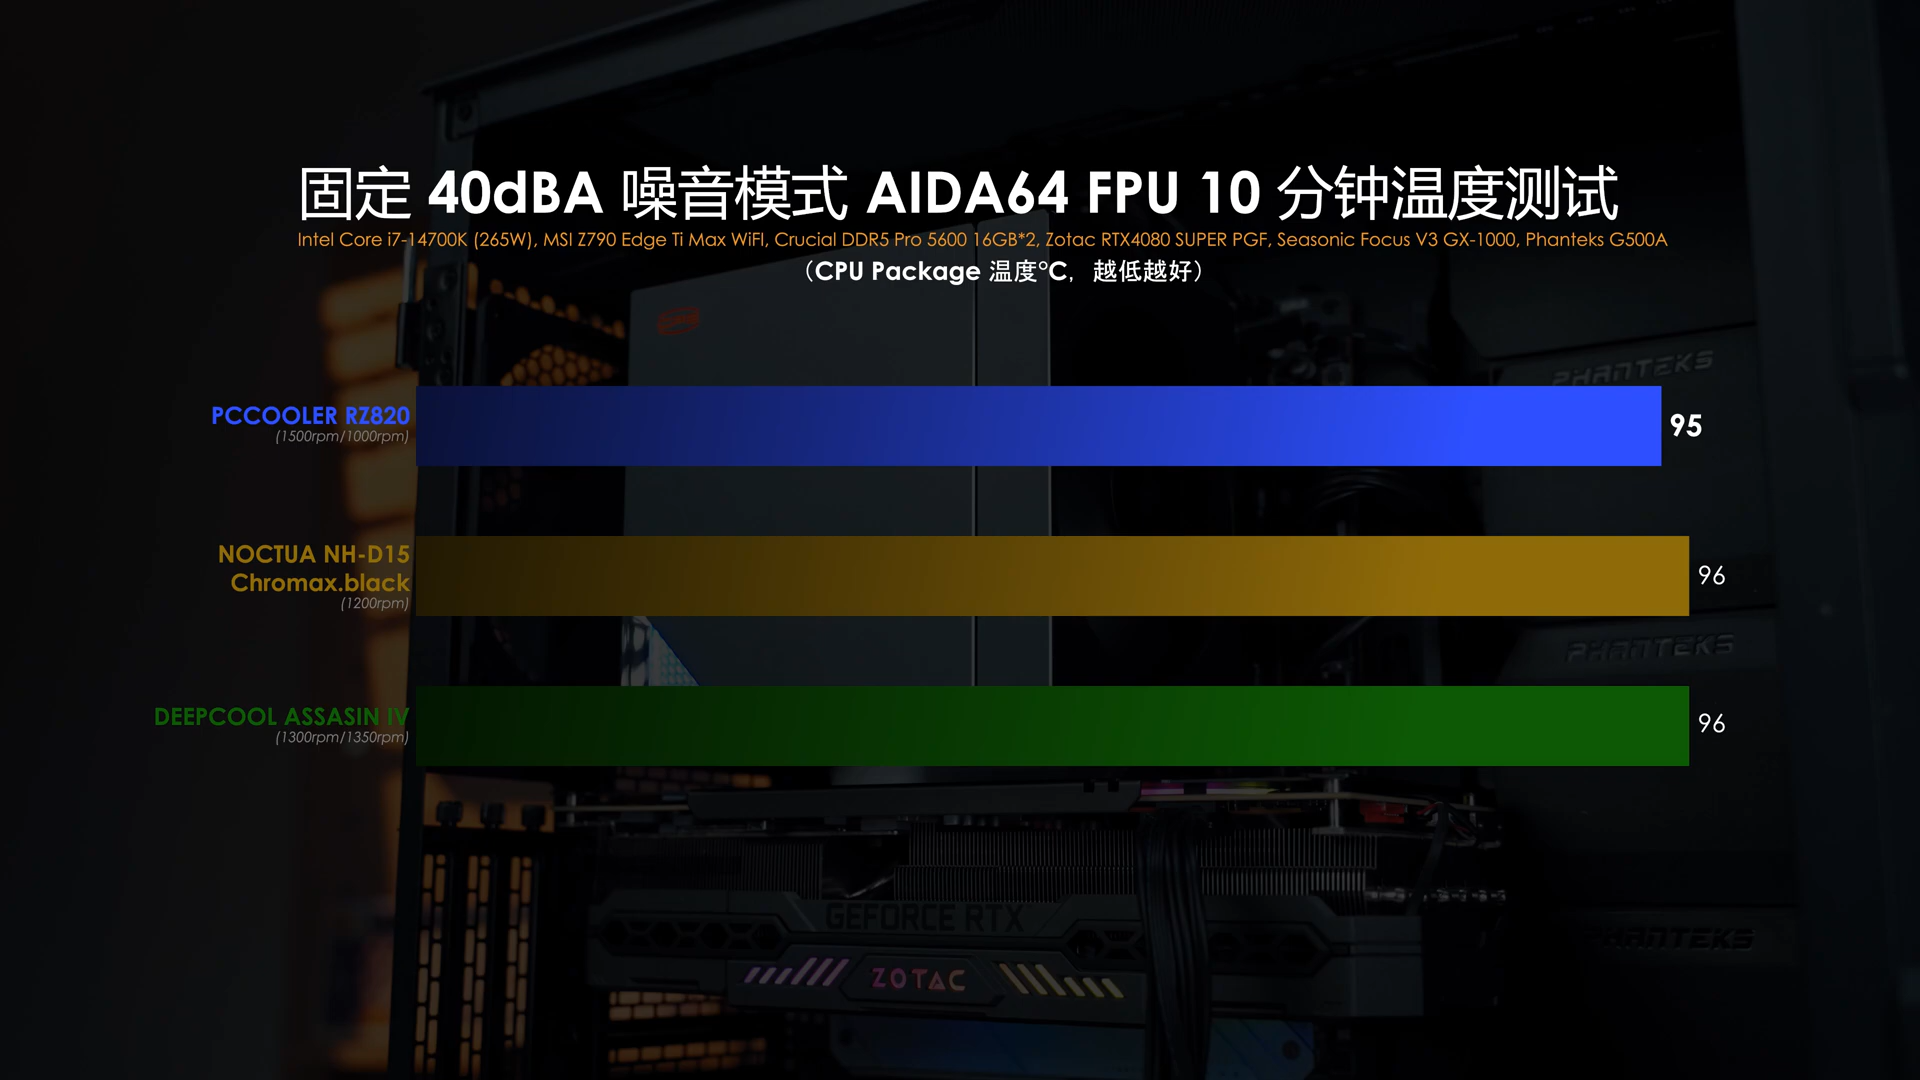 固定 40dBA 噪音模式 AIDA64 FPU 10 分钟温度测试
Intel Core i7-14700K (265W), MSI Z790 Edge Ti Max WiFI, Crucial DDR5 Pro 5600 16GB*2, Zotac RTX4080 SUPER PGF, Seasonic Focus V3 GX-1000, Phanteks G500A
（CPU Package 温度°C，越低越好）
PHANTEKS
PCCOOLER RZ820
(1500rpm/1000rpm)
95
NOCTUA NH-D15
Chromax.black
(1200rpm)
96
PHANTEKS
DEEPCOOL ASSASIN IV
(1300rpm/1350rpm)
96
GEFORCE RTX
PHANTEKS
ZOTAC